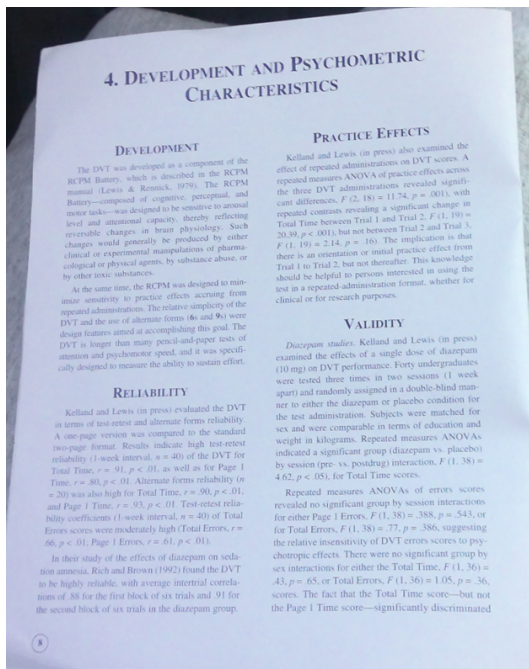 4. DEVELOPMENT AND PSYCHOMETRIC
CHARACTERISTICS
DEVELOPMENT
The DVT was developed as a component of the
RCPM Battery, which is described in the RCPM
manual (Lewis & Rennick, 1979). The RCPM
Battery—composed of cognitive, perceptual, and
motor tasks—was designed to be sensitive to arousal
level and attentional capacity, thereby reflecting
reversible changes in brain physiology. Such
changes would generally be produced by either
clinical or experimental manipulations of pharma-
cological or physical agents, by substance abuse, or
by other toxic substances.
At the same time, the RCPM was designed to min-
imize sensitivity to practice effects accruing from
repeated administrations. The relative simplicity of the
DVT and the use of alternate forms (6s and 9s) were
design features aimed at accomplishing this goal. The
DVT is longer than many pencil-and-paper tests of
attention and psychomotor speed, and it was specifi-
cally designed to measure the ability to sustain effort.
RELIABILITY
Kelland and Lewis (in press) evaluated the DVT
in terms of test-retest and alternate forms reliability.
A one-page version was compared to the standard
two-page format. Results indicate high test-retest
reliability (1-week interval, n = 40) of the DVT for
Total Time, r = .91, p < .01, as well for Page 1
Time, r = .80, p < .01. Alternate forms reliability (n
= 20) was also high for Total Time, r = .90, p < .01,
and Page 1 Time, r = .93, p < .01. Test-retest relia-
bility coefficients (1-week interval, n = 40) of Total
Errors scores were moderately high (Total Errors, r =
.66, p < .01; Page 1 Errors, r = .61, p < .01).
In their study of the effects of diazepam on seda-
tion amnesia, Rich and Brown (1992) found the DVT
to be highly reliable, with average intertrial correla-
tions of .88 for the first block of six trials and .91 for
the second block of six trials in the diazepam group.
8
PRACTICE EFFECTS
Kelland and Lewis (in press) also examined the
effect of repeated administrations on DVT scores. A
repeated measures ANOVA of practice effects across
the three DVT administrations revealed signifi-
cant differences, F (2, 18) = 11.74, p = .001, with
repeated contrasts revealing a significant change in
Total Time between Trial 1 and Trial 2, F (1, 19) =
20.39, p < .001), but not between Trial 2 and Trial 3,
F (1, 19) = 2.14, p = .16). The implication is that
there is an orientation or initial practice effect from
Trial 1 to Trial 2, but not thereafter. This knowledge
should be helpful to persons interested in using the
test in a repeated-administration format, whether for
clinical or for research purposes.
VALIDITY
Diazepam studies. Kelland and Lewis (in press)
examined the effects of a single dose of diazepam
(10 mg) on DVT performance. Forty undergraduates
were tested three times in two sessions (1 week
apart) and randomly assigned in a double-blind man-
ner to either the diazepam or placebo condition for
the test administration. Subjects were matched for
sex and were comparable in terms of education and
weight in kilograms. Repeated measures ANOVAs
indicated a significant group (diazepam vs. placebo)
by session (pre- vs. postdrug) interaction, F (1, 38) =
4.62, p < .05), for Total Time scores.
Repeated measures ANOVAs of errors scores
revealed no significant group by session interactions
for either Page 1 Errors, F (1, 38) = .388, p = .543, or
for Total Errors, F (1, 38) = .77, p = .386, suggesting
the relative insensitivity of DVT errors scores to psy-
chotropic effects. There were no significant group by
sex interactions for either the Total Time, F (1, 36) =
.43, p = .65, or Total Errors, F (1, 36) = 1.05, p = .36,
scores. The fact that the Total Time score—but not
the Page 1 Time score—significantly discriminated